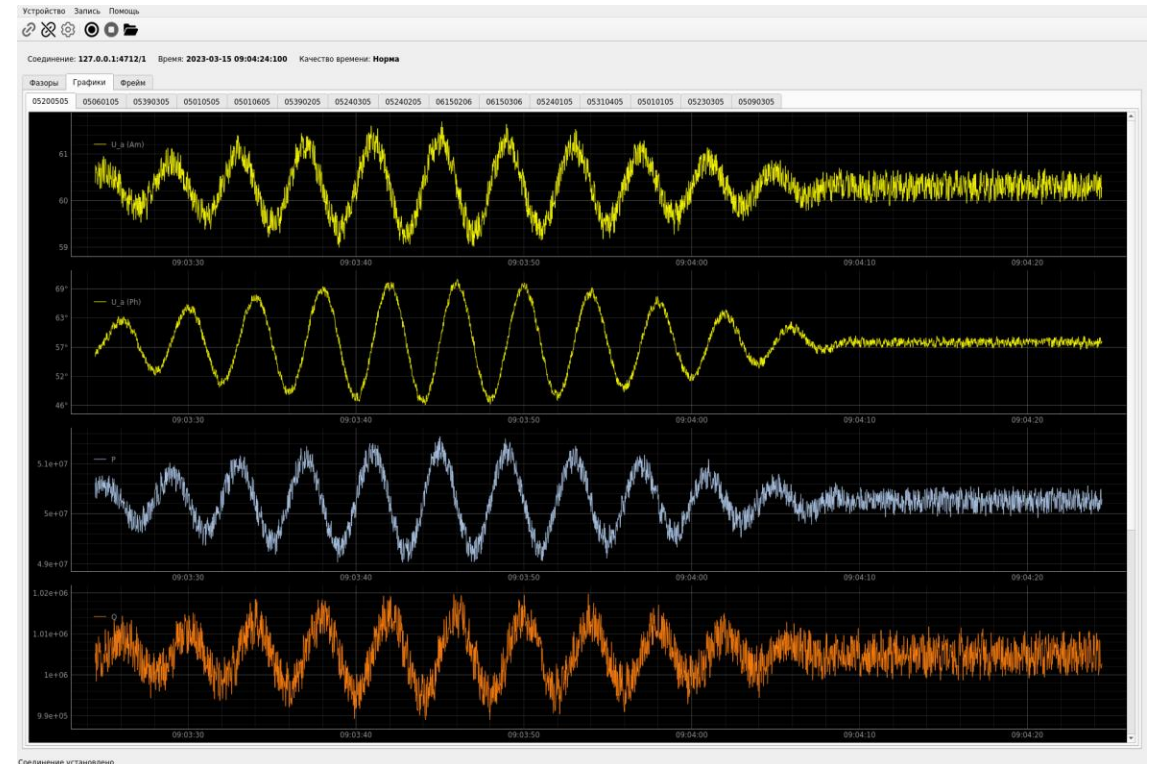 Устройство Запись Помощь
Соединение: 127.0.0.1:4712/1 Время: 2023-03-15 09:04:24:100 Качество времени: Норма
Фазоры Графики Фрейм
05200505 05060105 05390305 05010505 05010605 05390205 05240305 05240205 06150206 06150306 05240105 05310405 05010105 05230305 05090305
U_a (Am)
61
60
59
09:03:30 09:03:40 09:03:50 09:04:00 09:04:10 09:04:20
69°
U_a (Ph)
63°
57°
52°
46°
09:03:30 09:03:40 09:03:50 09:04:00 09:04:10 09:04:20
P
5.1e+07
5e+07
4.9e+07
09:03:30 09:03:40 09:03:50 09:04:00 09:04:10 09:04:20
1.02e+06
Q
1.01e+06
1e+06
9.9e+05
09:03:30 09:03:40 09:03:50 09:04:00 09:04:10 09:04:20
Соединение установлено